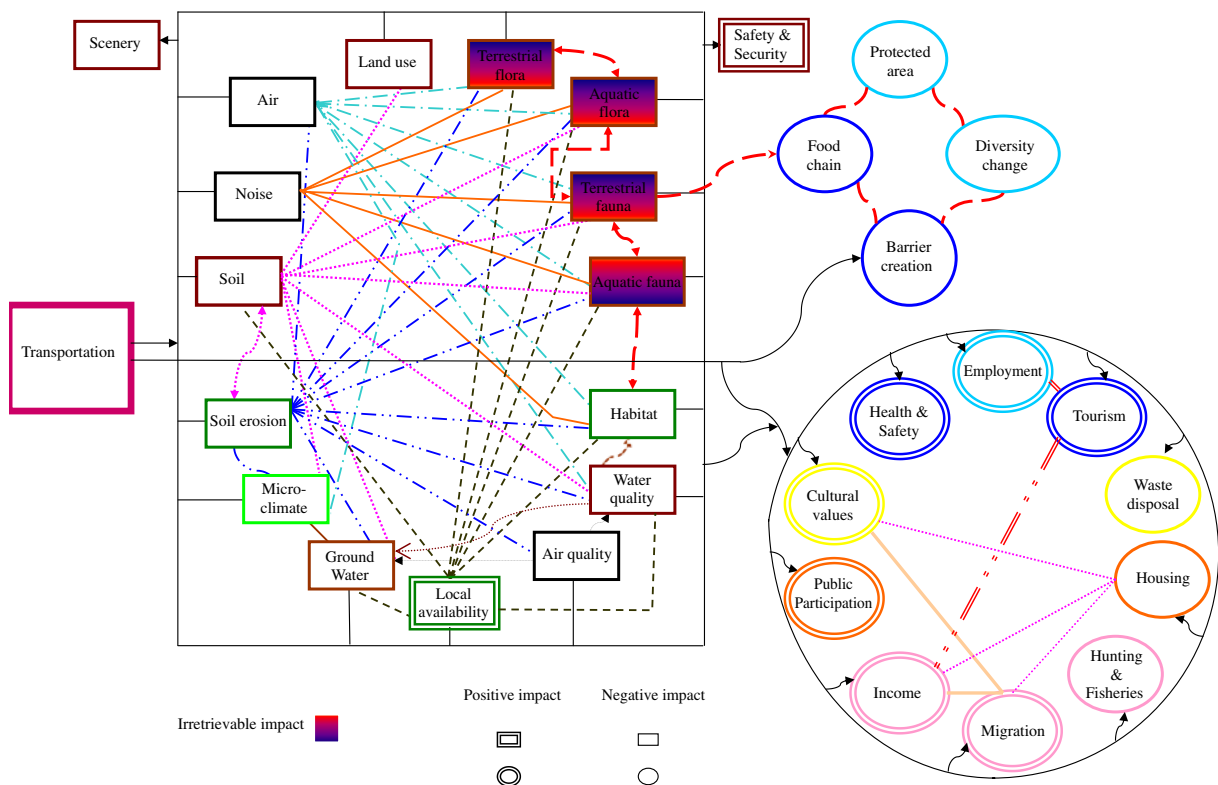 Scenery
Land use
Terrestrial
flora
Safety &
Security
Protected
area
Air
Aquatic
flora
Food
chain
Diversity
change
Noise
Terrestrial
fauna
Barrier
creation
Soil
Aquatic fauna
Transportation
Employment
Health &
Safety
Tourism
Soil erosion
Habitat
Micro-
climate
Water
quality
Cultural
values
Waste
disposal
Ground
Water
Air quality
Local
availability
Public
Participation
Housing
Hunting
&
Fisheries
Income
Migration
Positive impact
Negative impact
Irretrievable impact